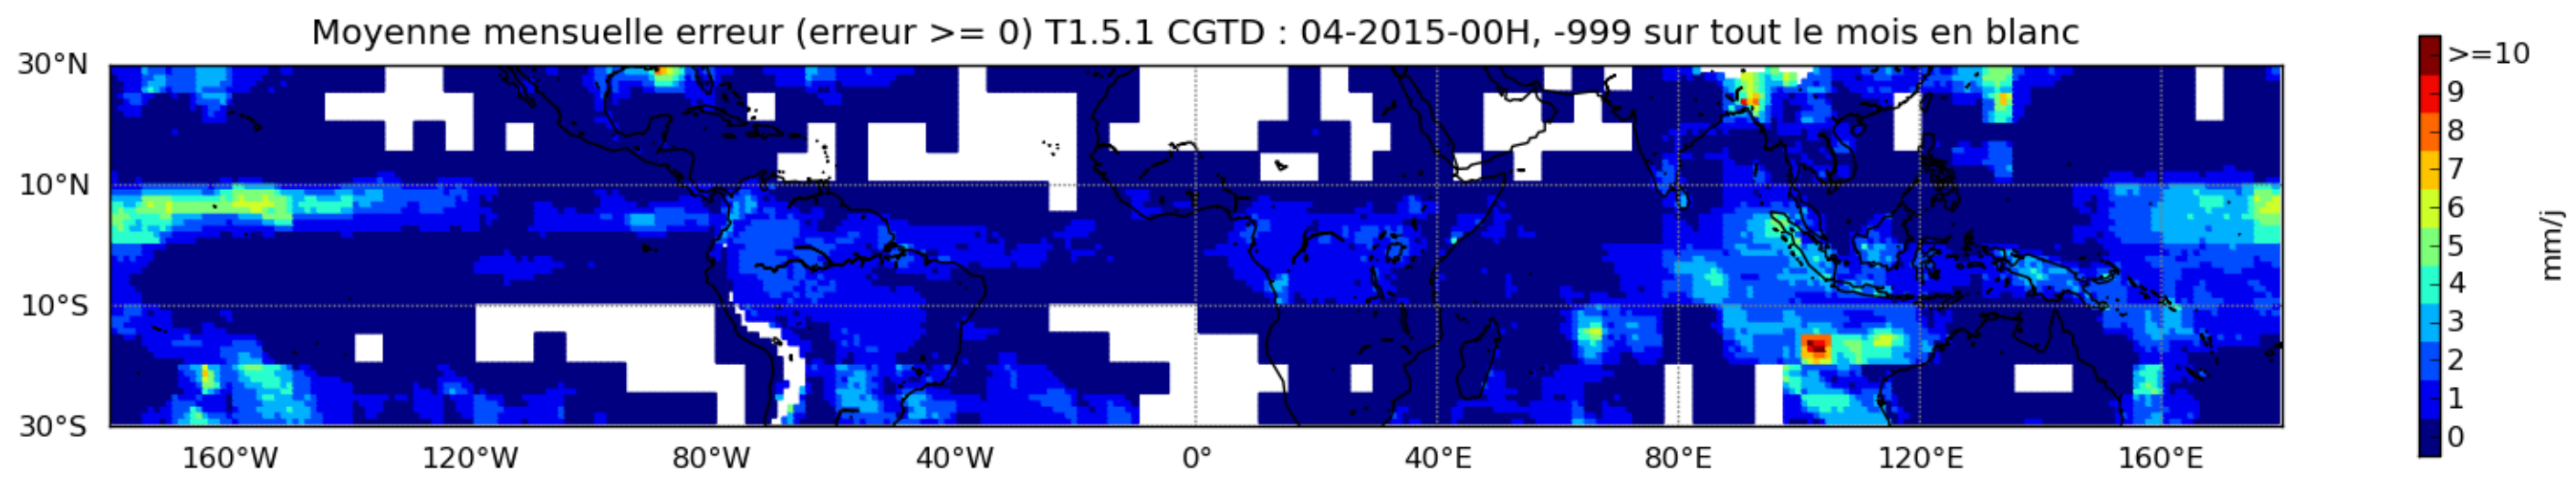 Moyenne mensuelle erreur (erreur >= 0) T1.5.1 CGTD : 04-2015-00H, -999 sur tout le mois en blanc
30°N
10°N
10°S
30°S
160°W 120°W 80°W 40°W 0° 40°E 80°E 120°E 160°E
>=10
9
8
7
6
5
4
3
2
1
0
mm/j